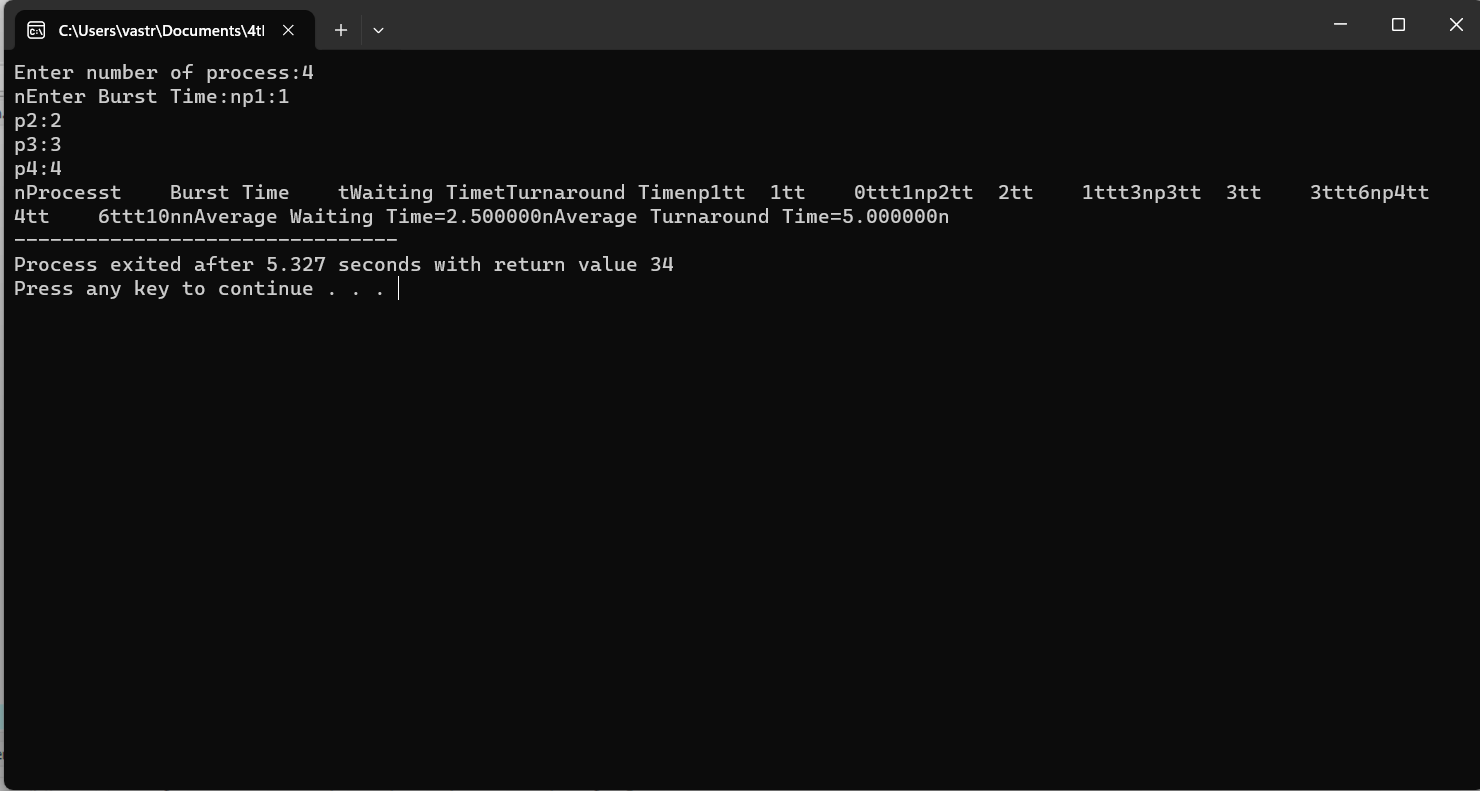 C:\Users\vastr\Documents\4tl
Enter number of process:4
nEnter Burst Time:np1:1
p2:2
p3:3
p4:4
nProcesst    Burst Time    tWaiting TimetTurnaround Timenp1tt  1tt    0ttt1np2tt  2tt    1ttt3np3tt  3tt    3ttt6np4tt
4tt    6ttt10nnAverage Waiting Time=2.500000nAverage Turnaround Time=5.000000n
--------------------------------
Process exited after 5.327 seconds with return value 34
Press any key to continue . . .